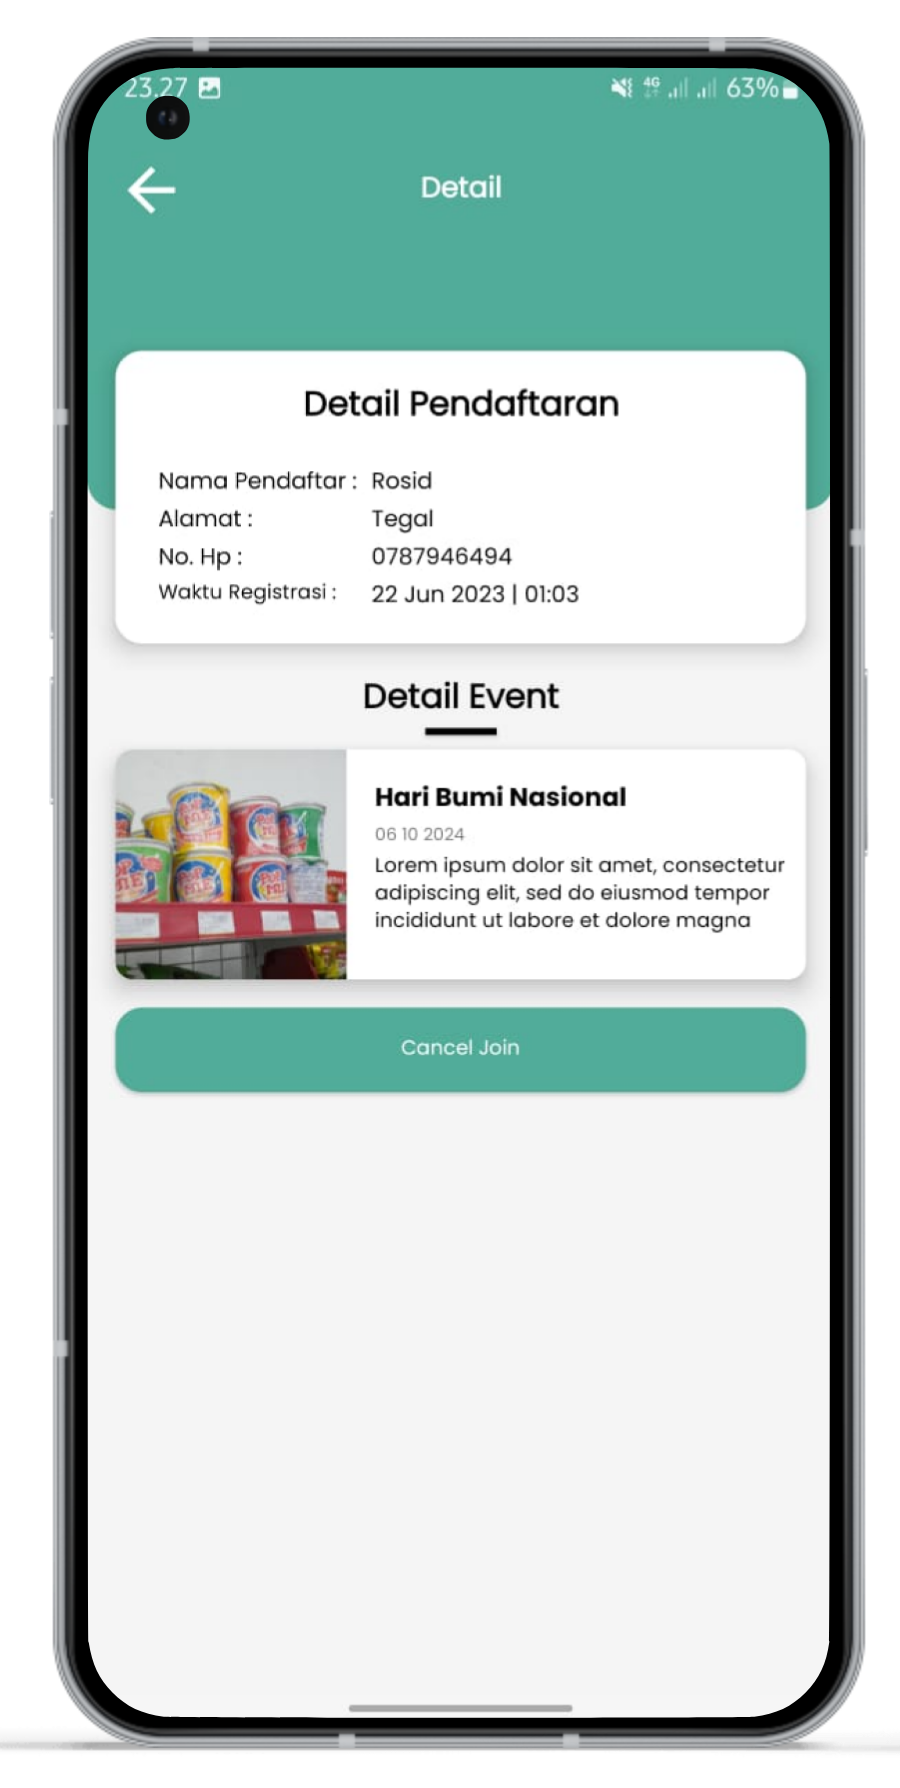 23.27
4G 63%
Detail
Detail Pendaftaran
Nama Pendaftar : Rosid
Alamat : Tegal
No. Hp : 0787946494
Waktu Registrasi : 22 Jun 2023 | 01:03
Detail Event
Hari Bumi Nasional
06 10 2024
Lorem ipsum dolor sit amet, consectetur
adipiscing elit, sed do eiusmod tempor
incididunt ut labore et dolore magna
POP
MIE
Cancel Join